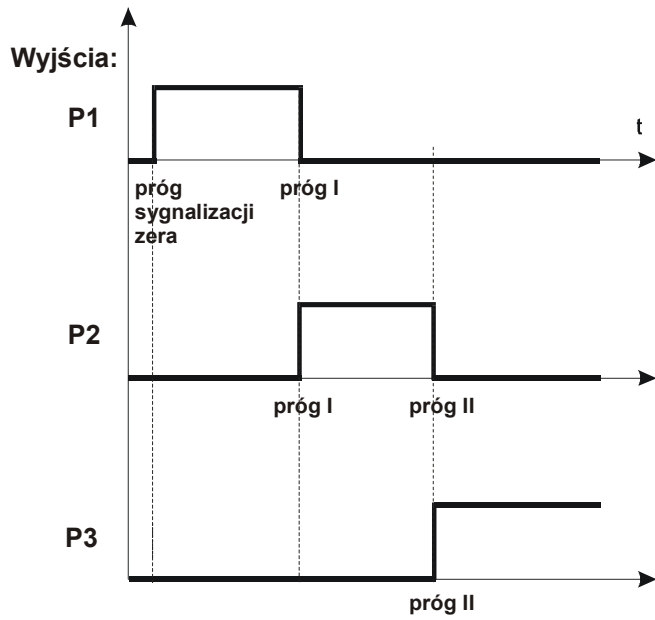 Wyjścia:
P1
t
próg
sygnalizacji
zera
próg I
P2
próg I
próg II
P3
próg II